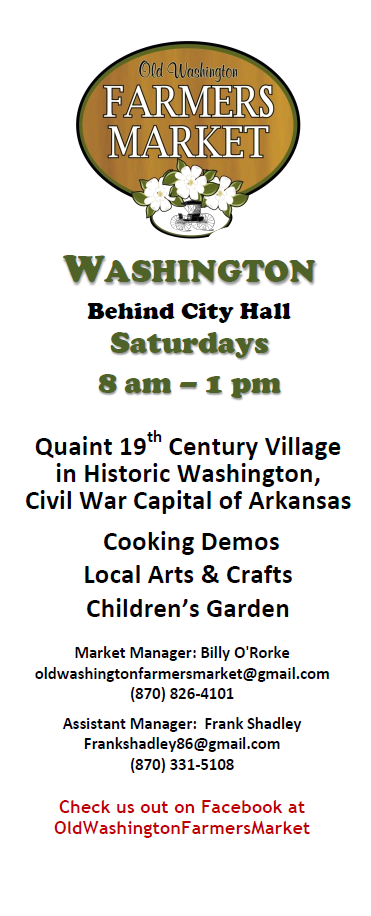 Old Washington
FARMERS
MARKET
WASHINGTON
Behind City Hall
Saturdays
8 am – 1 pm
Quaint 19th Century Village
in Historic Washington,
Civil War Capital of Arkansas
Cooking Demos
Local Arts & Crafts
Children’s Garden
Market Manager: Billy O'Rorke
oldwashingtonfarmersmarket@gmail.com
(870) 826-4101
Assistant Manager:  Frank Shadley
Frankshadley86@gmail.com
(870) 331-5108
Check us out on Facebook at
OldWashingtonFarmersMarket